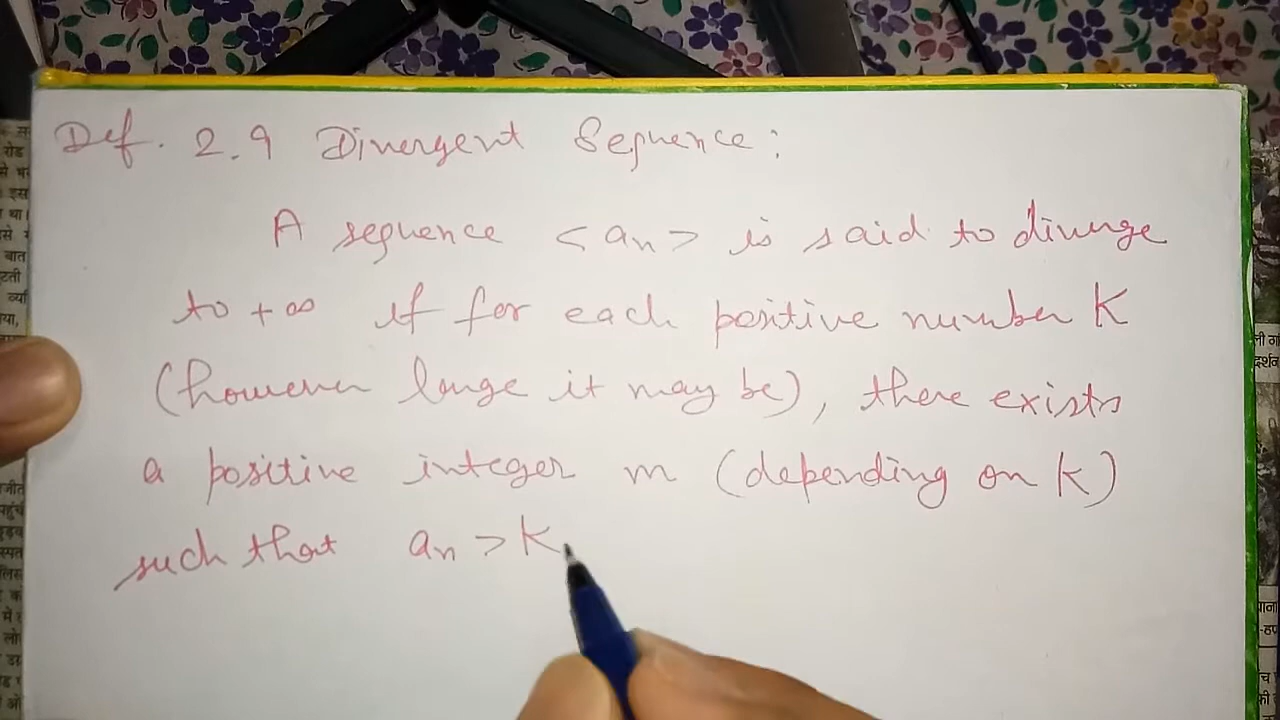 Def. 2.9 Divergent Sequence:
A sequence <an> is said to diverge
to +∞ if for each positive number K
(however large it may be), there exists
a positive integer m (depending on K)
such that an > K